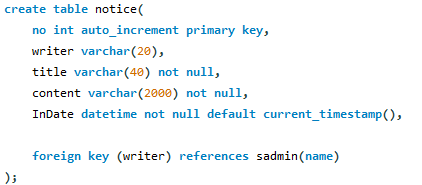 create table notice(
no int auto_increment primary key,
writer varchar(20),
title varchar(40) not null,
content varchar(2000) not null,
InDate datetime not null default current_timestamp(),
foreign key (writer) references sadmin(name)
);